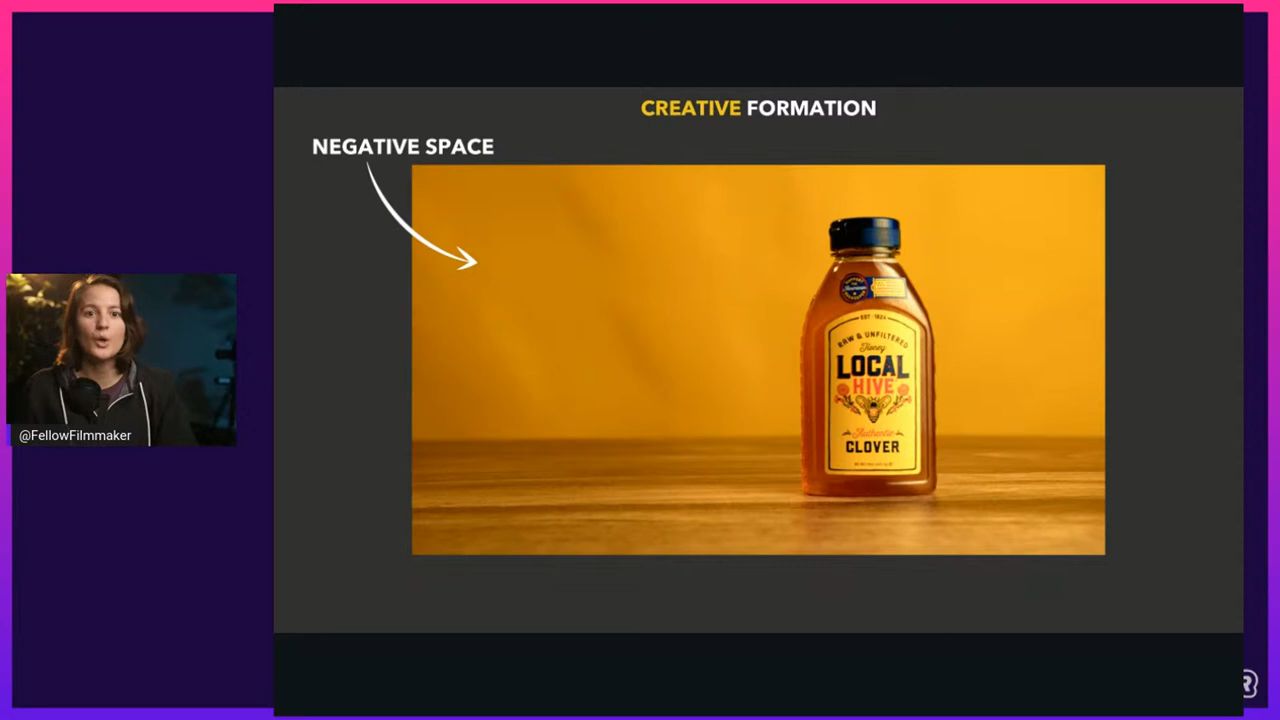 CREATIVE FORMATION
NEGATIVE SPACE
EST 1924
RAW & UNFILTERED
Honey
LOCAL
HIVE
Authentic
CLOVER
@FellowFilmmaker
R